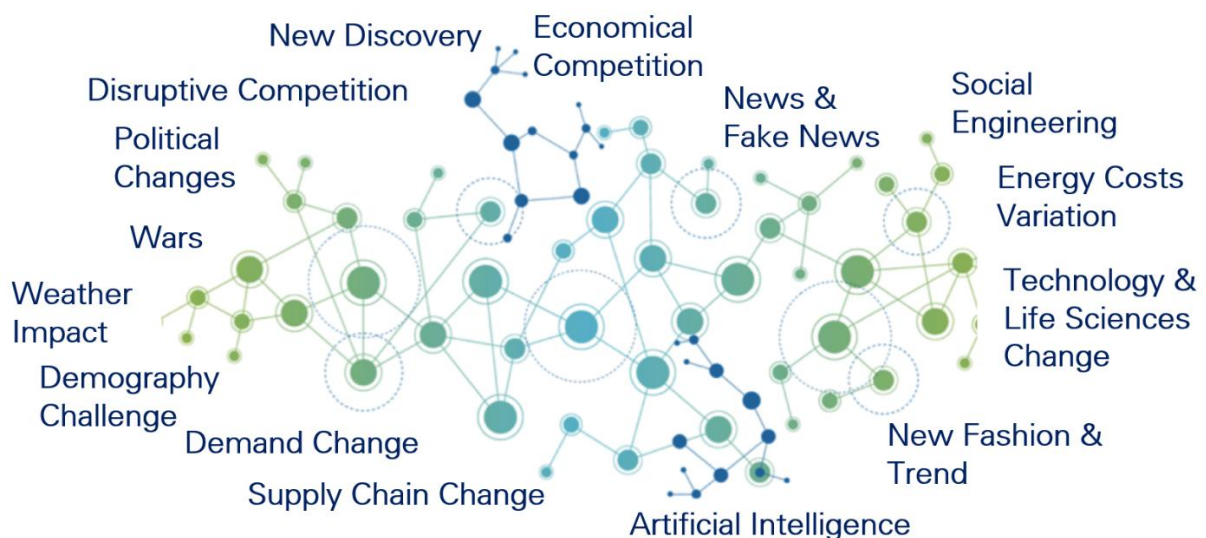 New Discovery
Economical
Competition
Disruptive Competition
News &
Fake News
Social
Engineering
Political
Changes
Energy Costs
Variation
Wars
Weather
Impact
Technology &
Life Sciences
Change
Demography
Challenge
Demand Change
New Fashion &
Trend
Supply Chain Change
Artificial Intelligence